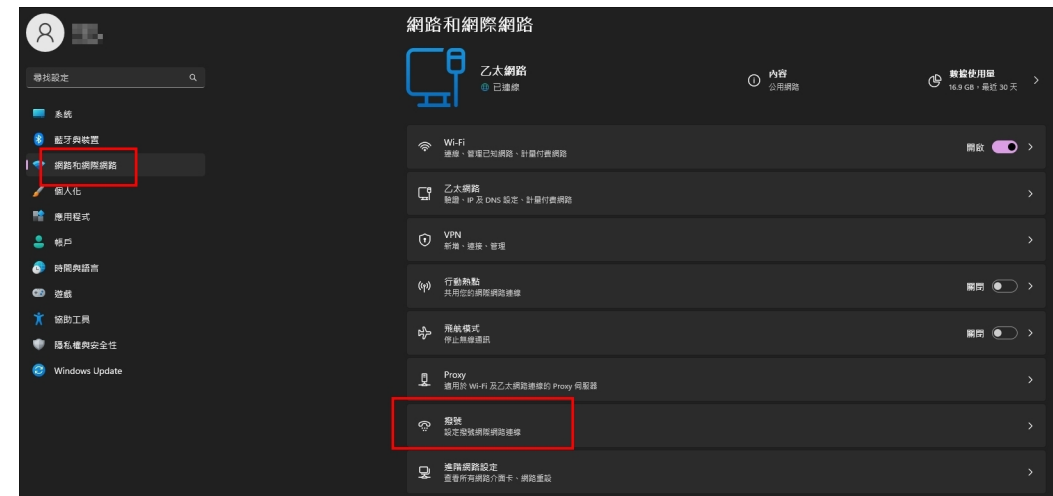 網路和網際網路
乙太網路
已連線
內容
公用網路
數據使用量
16.9 GB，最近 30 天
尋找設定
系統
藍牙與裝置
網路和網際網路
個人化
應用程式
帳戶
時間與語言
遊戲
協助工具
隱私權與安全性
Windows Update
Wi-Fi
連線、管理已知網路、計量付費網路
開啟
乙太網路
驗證、IP 及 DNS 設定、計量付費網路
VPN
新增、連接、管理
行動熱點
共用您的網際網路連線
關閉
飛航模式
停止無線通訊
關閉
Proxy
適用於 Wi-Fi 及乙太網路連線的 Proxy 伺服器
撥號
設定撥號網際網路連線
進階網路設定
查看所有網路介面卡、網路重設